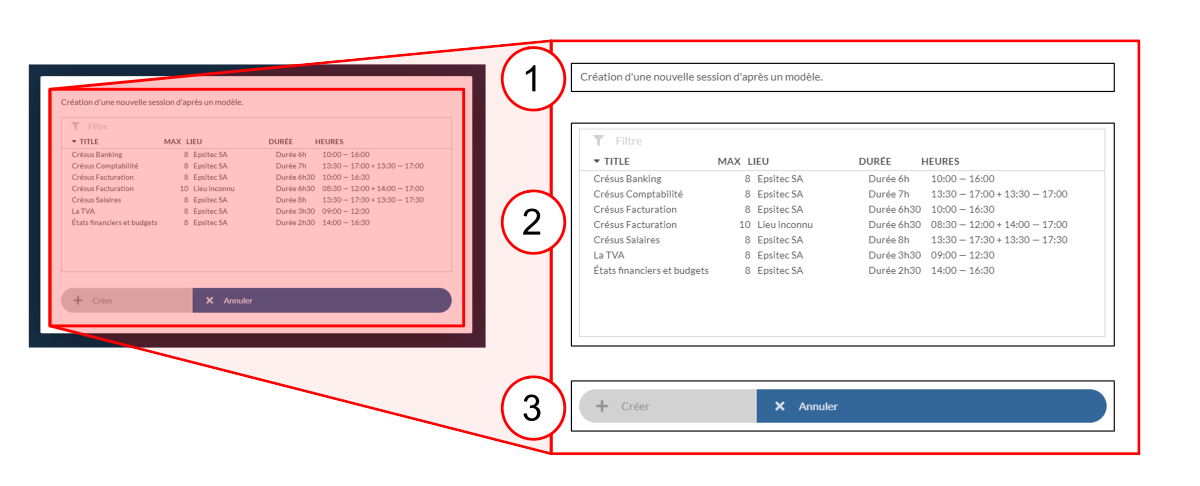 Création d'une nouvelle session d'après un modèle.
Filtre
TITLE MAX LIEU DURÉE HEURES
Crésus Banking 8 Epsitec SA Durée 6h 10:00 — 16:00
Crésus Comptabilité 8 Epsitec SA Durée 7h 13:30 — 17:00 + 13:30 — 17:00
Crésus Facturation 8 Epsitec SA Durée 6h30 10:00 — 16:30
Crésus Facturation 10 Lieu inconnu Durée 6h30 08:30 — 12:00 + 14:00 — 17:00
Crésus Salaires 8 Epsitec SA Durée 8h 13:30 — 17:30 + 13:30 — 17:30
La TVA 8 Epsitec SA Durée 3h30 09:00 — 12:30
États financiers et budgets 8 Epsitec SA Durée 2h30 14:00 — 16:30
Créer Annuler
1 Création d'une nouvelle session d'après un modèle.
2
Filtre
TITLE MAX LIEU DURÉE HEURES
Crésus Banking 8 Epsitec SA Durée 6h 10:00 — 16:00
Crésus Comptabilité 8 Epsitec SA Durée 7h 13:30 — 17:00 + 13:30 — 17:00
Crésus Facturation 8 Epsitec SA Durée 6h30 10:00 — 16:30
Crésus Facturation 10 Lieu inconnu Durée 6h30 08:30 — 12:00 + 14:00 — 17:00
Crésus Salaires 8 Epsitec SA Durée 8h 13:30 — 17:30 + 13:30 — 17:30
La TVA 8 Epsitec SA Durée 3h30 09:00 — 12:30
États financiers et budgets 8 Epsitec SA Durée 2h30 14:00 — 16:30
3 Créer Annuler